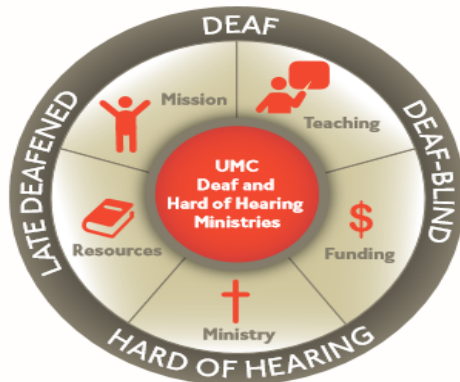 DEAF
LATE DEAFENED
DEAF-BLIND
HARD OF HEARING
Mission
Teaching
UMC
Deaf and
Hard of Hearing
Ministries
$
Resources
Funding
Ministry